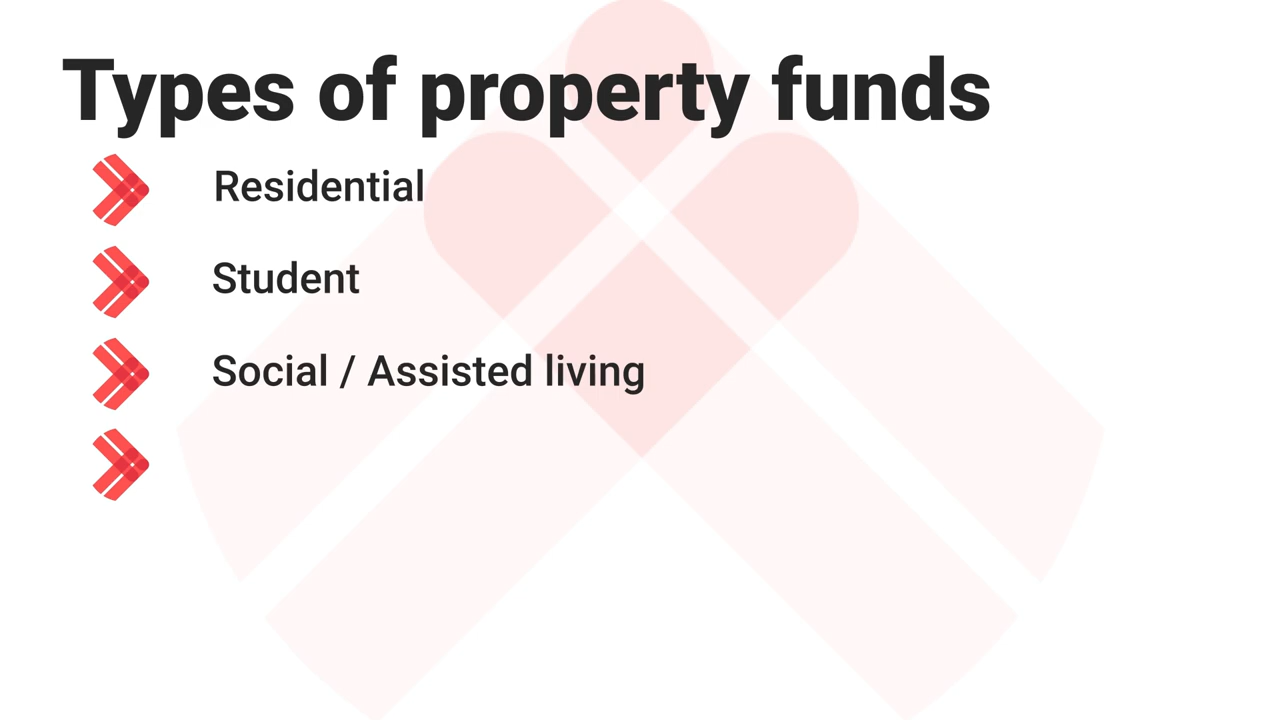 Types of property funds
Residential
Student
Social / Assisted living